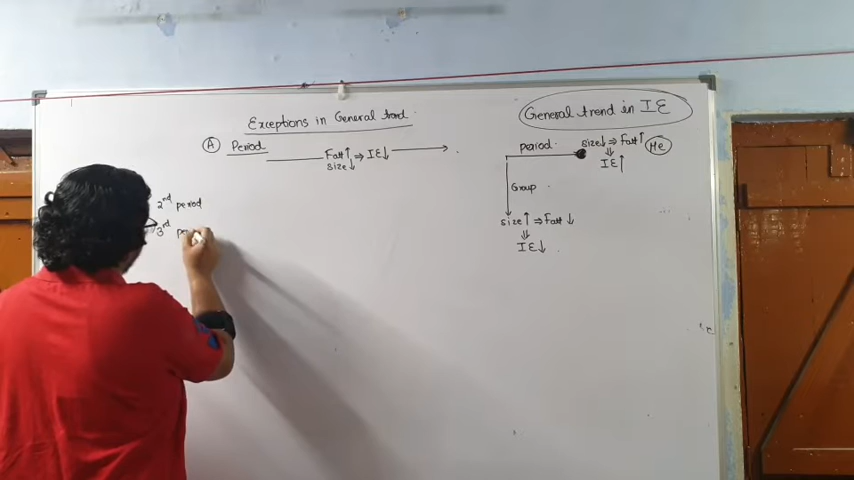 Exceptions in General trend
(A) Period
Fatt↑ ⇒ IE↓
size↓
2nd period
3rd
General trend in IE
period
size↓ ⇒ Fatt↑
(He)
⇓
IE↑
Group
size↑ ⇒ Fatt↓
⇓
IE↓